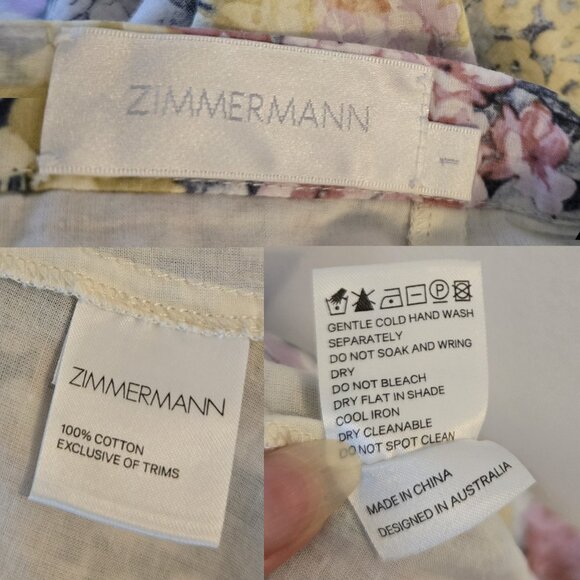 ZIMMERMANN
1
ZIMMERMANN
100% COTTON
EXCLUSIVE OF TRIMS
GENTLE COLD HAND WASH
SEPARATELY
DO NOT SOAK AND WRING
DRY
DO NOT BLEACH
DRY FLAT IN SHADE
COOL IRON
DRY CLEANABLE
DO NOT SPOT CLEAN
MADE IN CHINA
DESIGNED IN AUSTRALIA